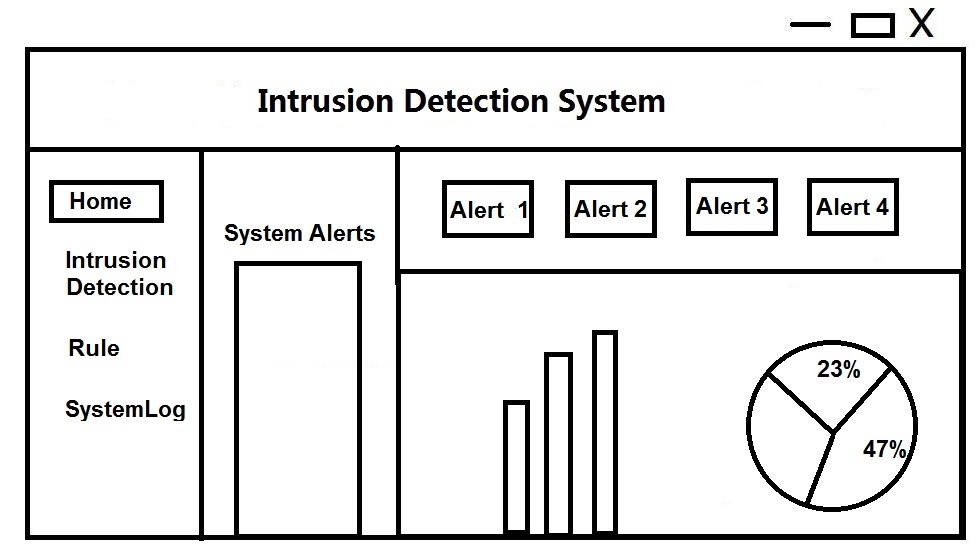 X
Intrusion Detection System
Home
Intrusion
Detection
Rule
SystemLog
System Alerts
Alert 1
Alert 2
Alert 3
Alert 4
23%
47%